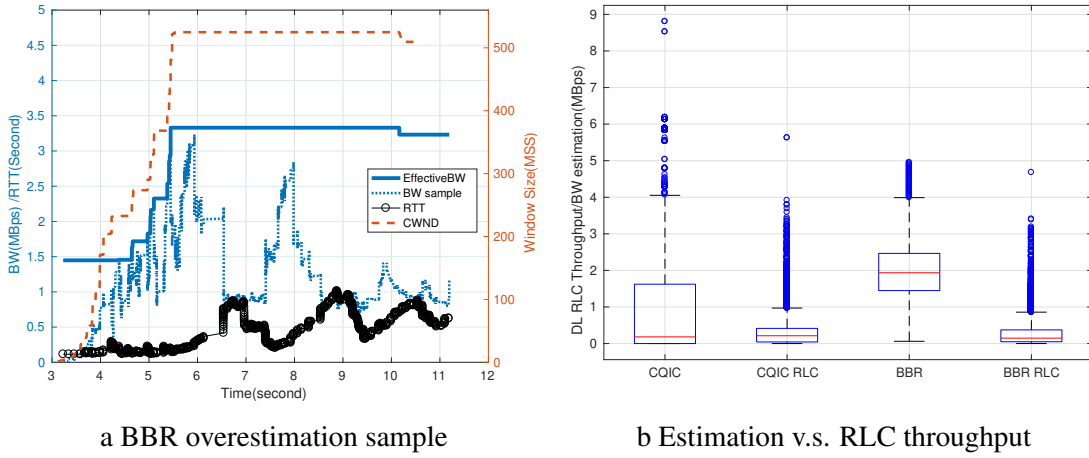 5
4.5
4
3.5
3
2.5
2
1.5
1
0.5
0
BW(MBps) /RTT(Second)
500
400
300
200
100
0
Window Size(MSS)
EffectiveBW
BW sample
RTT
CWND
3 4 5 6 7 8 9 10 11 12
Time(second)
a BBR overestimation sample
9
8
7
6
5
4
3
2
1
0
DL RLC Throughput/BW estimation(MBps)
CQIC CQIC RLC BBR BBR RLC
b Estimation v.s. RLC throughput